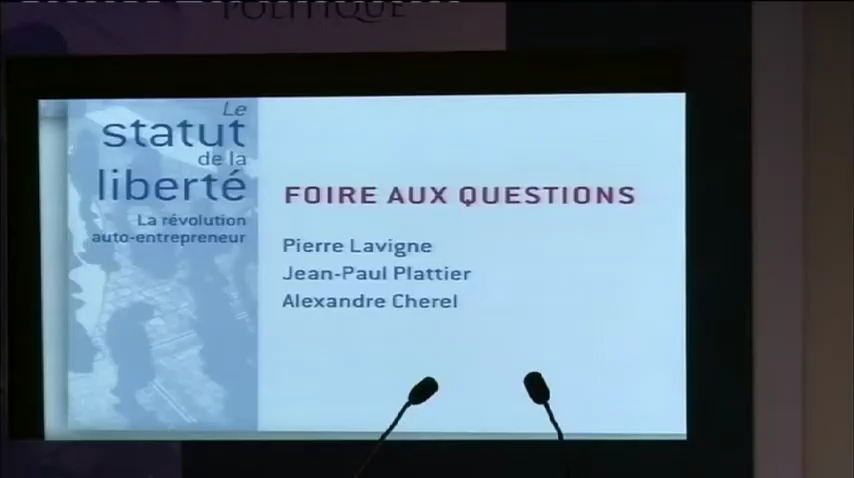 POLITIQUE
Le
statut
de la
liberté
La révolution
auto-entrepreneur
FOIRE AUX QUESTIONS
Pierre Lavigne
Jean-Paul Plattier
Alexandre Cherel